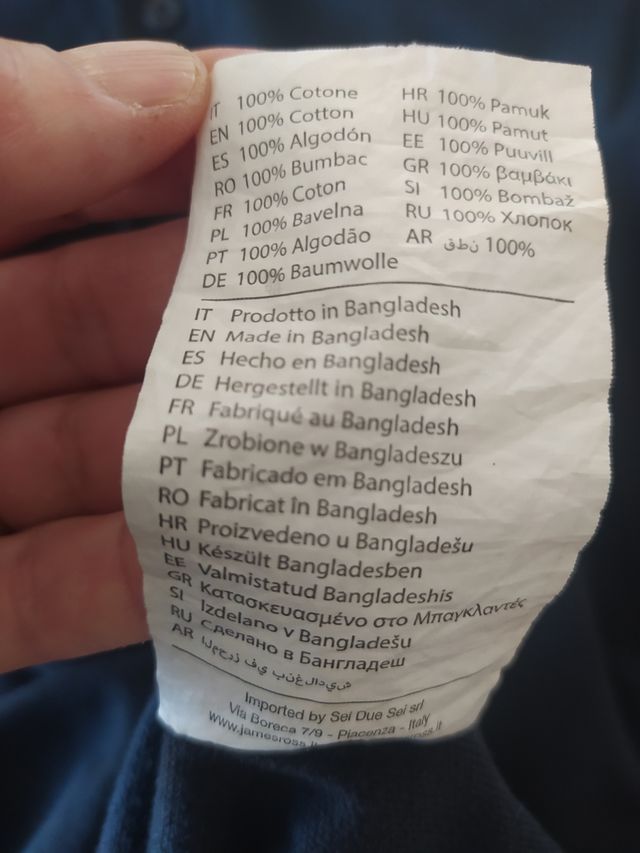 IT 100% Cotone
EN 100% Cotton
ES 100% Algodón
RO 100% Bumbac
FR 100% Coton
PL 100% Bavelna
PT 100% Algodão
DE 100% Baumwolle
HR 100% Pamuk
HU 100% Pamut
EE 100% Puuvill
GR 100% βαμβάκι
SI 100% Bombaž
RU 100% Хлопок
AR قطن 100%
IT Prodotto in Bangladesh
EN Made in Bangladesh
ES Hecho en Bangladesh
DE Hergestellt in Bangladesh
FR Fabriqué au Bangladesh
PL Zrobione w Bangladeszu
PT Fabricado em Bangladesh
RO Fabricat în Bangladesh
HR Proizvedeno u Bangladešu
HU Készült Bangladesben
EE Valmistatud Bangladeshis
GR Κατασκευασμένο στο Μπαγκλαντές
SI Izdelano v Bangladešu
RU Сделано в Бангладеш
AR في
Imported by Sei Due Sei srl
Via Boreca 7/9 - Piacenza - Italy